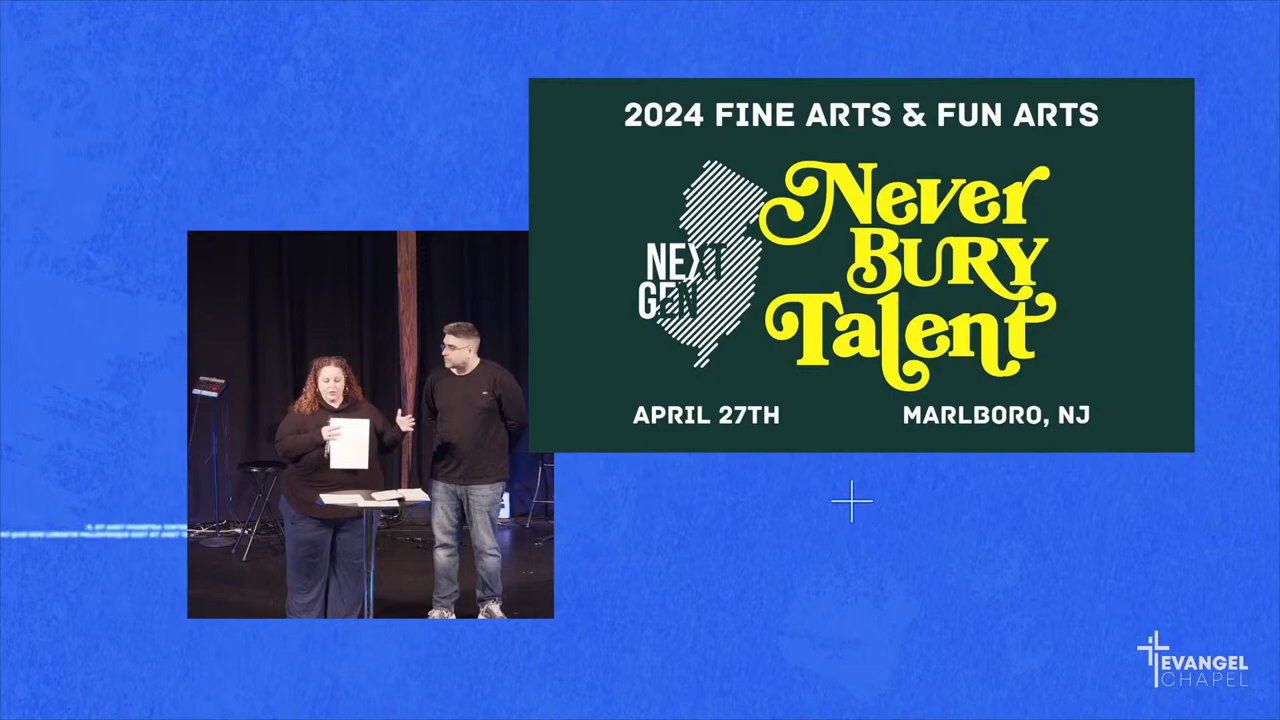 2024 FINE ARTS & FUN ARTS
NEXT
GEN
Never
BURY
Talent
APRIL 27TH
MARLBORO, NJ
EVANGEL
CHAPEL